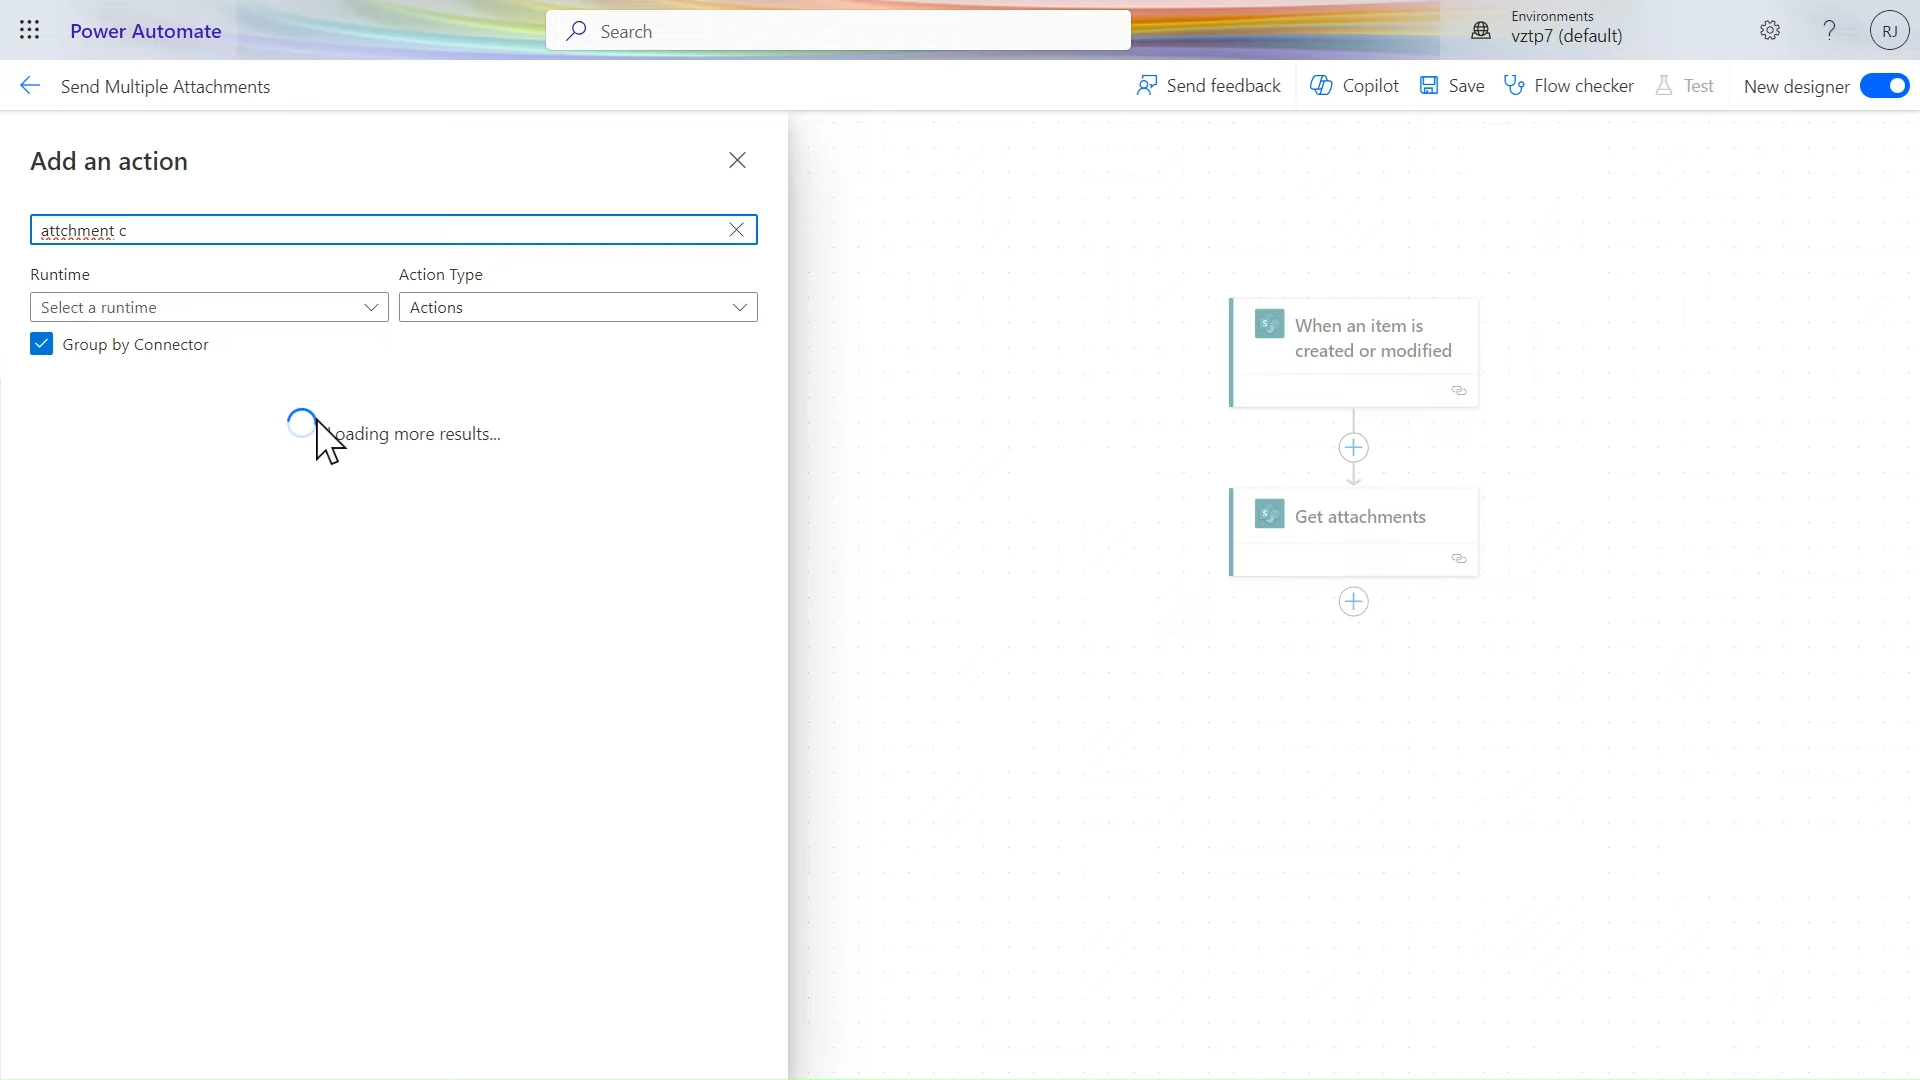 Power Automate
Search
Environments
vztp7 (default)
RJ
Send Multiple Attachments
Send feedback
Copilot
Save
Flow checker
Test
New designer
Add an action
attchment c
Runtime
Action Type
Select a runtime
Actions
Group by Connector
oading more results...
When an item is
created or modified
Get attachments